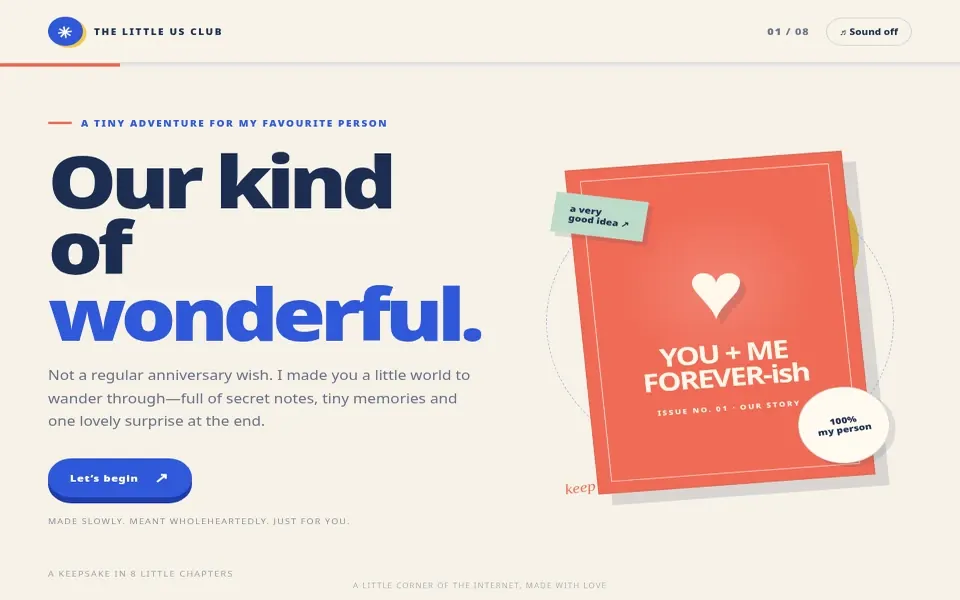 THE LITTLE US CLUB
01 / 08
♬ Sound off
A TINY ADVENTURE FOR MY FAVOURITE PERSON
Our kind
of
wonderful.
Not a regular anniversary wish. I made you a little world to
wander through—full of secret notes, tiny memories and
one lovely surprise at the end.
Let's begin ↗
MADE SLOWLY. MEANT WHOLEHEARTEDLY. JUST FOR YOU.
a very
good idea ↗
YOU + ME
FOREVER-ish
ISSUE NO. 01 · OUR STORY
100%
my person
keep
A KEEPSAKE IN 8 LITTLE CHAPTERS
A LITTLE CORNER OF THE INTERNET, MADE WITH LOVE